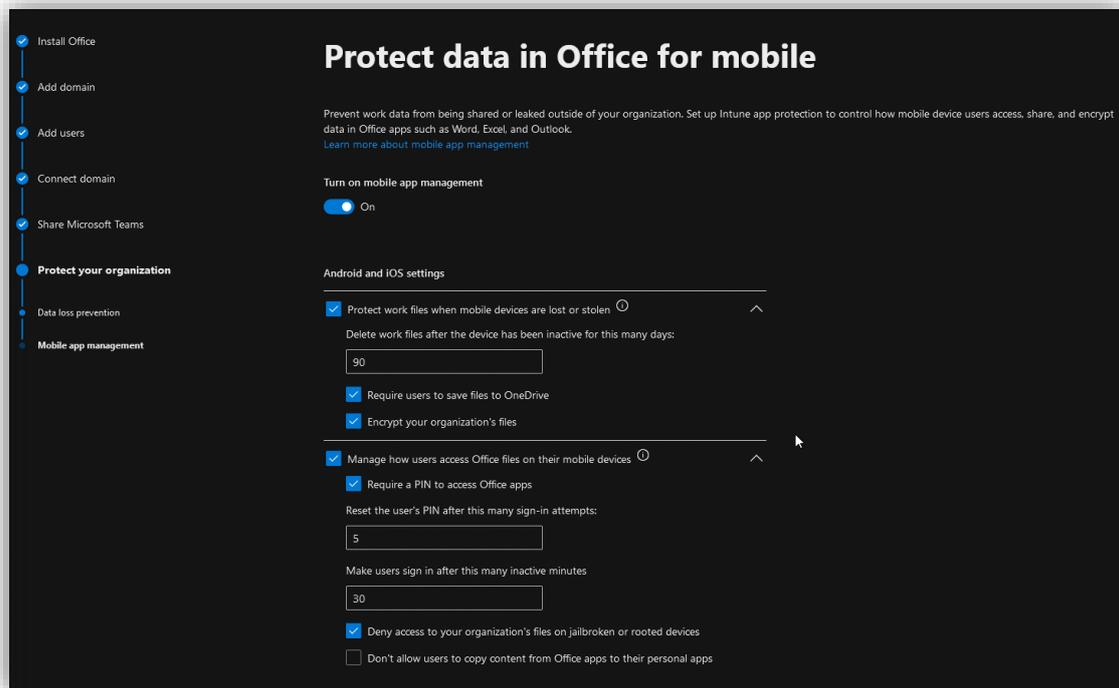 Install Office
Add domain
Add users
Connect domain
Share Microsoft Teams
Protect your organization
Data loss prevention
Mobile app management
Protect data in Office for mobile
Prevent work data from being shared or leaked outside of your organization. Set up Intune app protection to control how mobile device users access, share, and encrypt
data in Office apps such as Word, Excel, and Outlook.
Learn more about mobile app management
Turn on mobile app management
On
Android and iOS settings
Protect work files when mobile devices are lost or stolen
Delete work files after the device has been inactive for this many days:
90
Require users to save files to OneDrive
Encrypt your organization's files
Manage how users access Office files on their mobile devices
Require a PIN to access Office apps
Reset the user's PIN after this many sign-in attempts:
5
Make users sign in after this many inactive minutes
30
Deny access to your organization's files on jailbroken or rooted devices
Don't allow users to copy content from Office apps to their personal apps